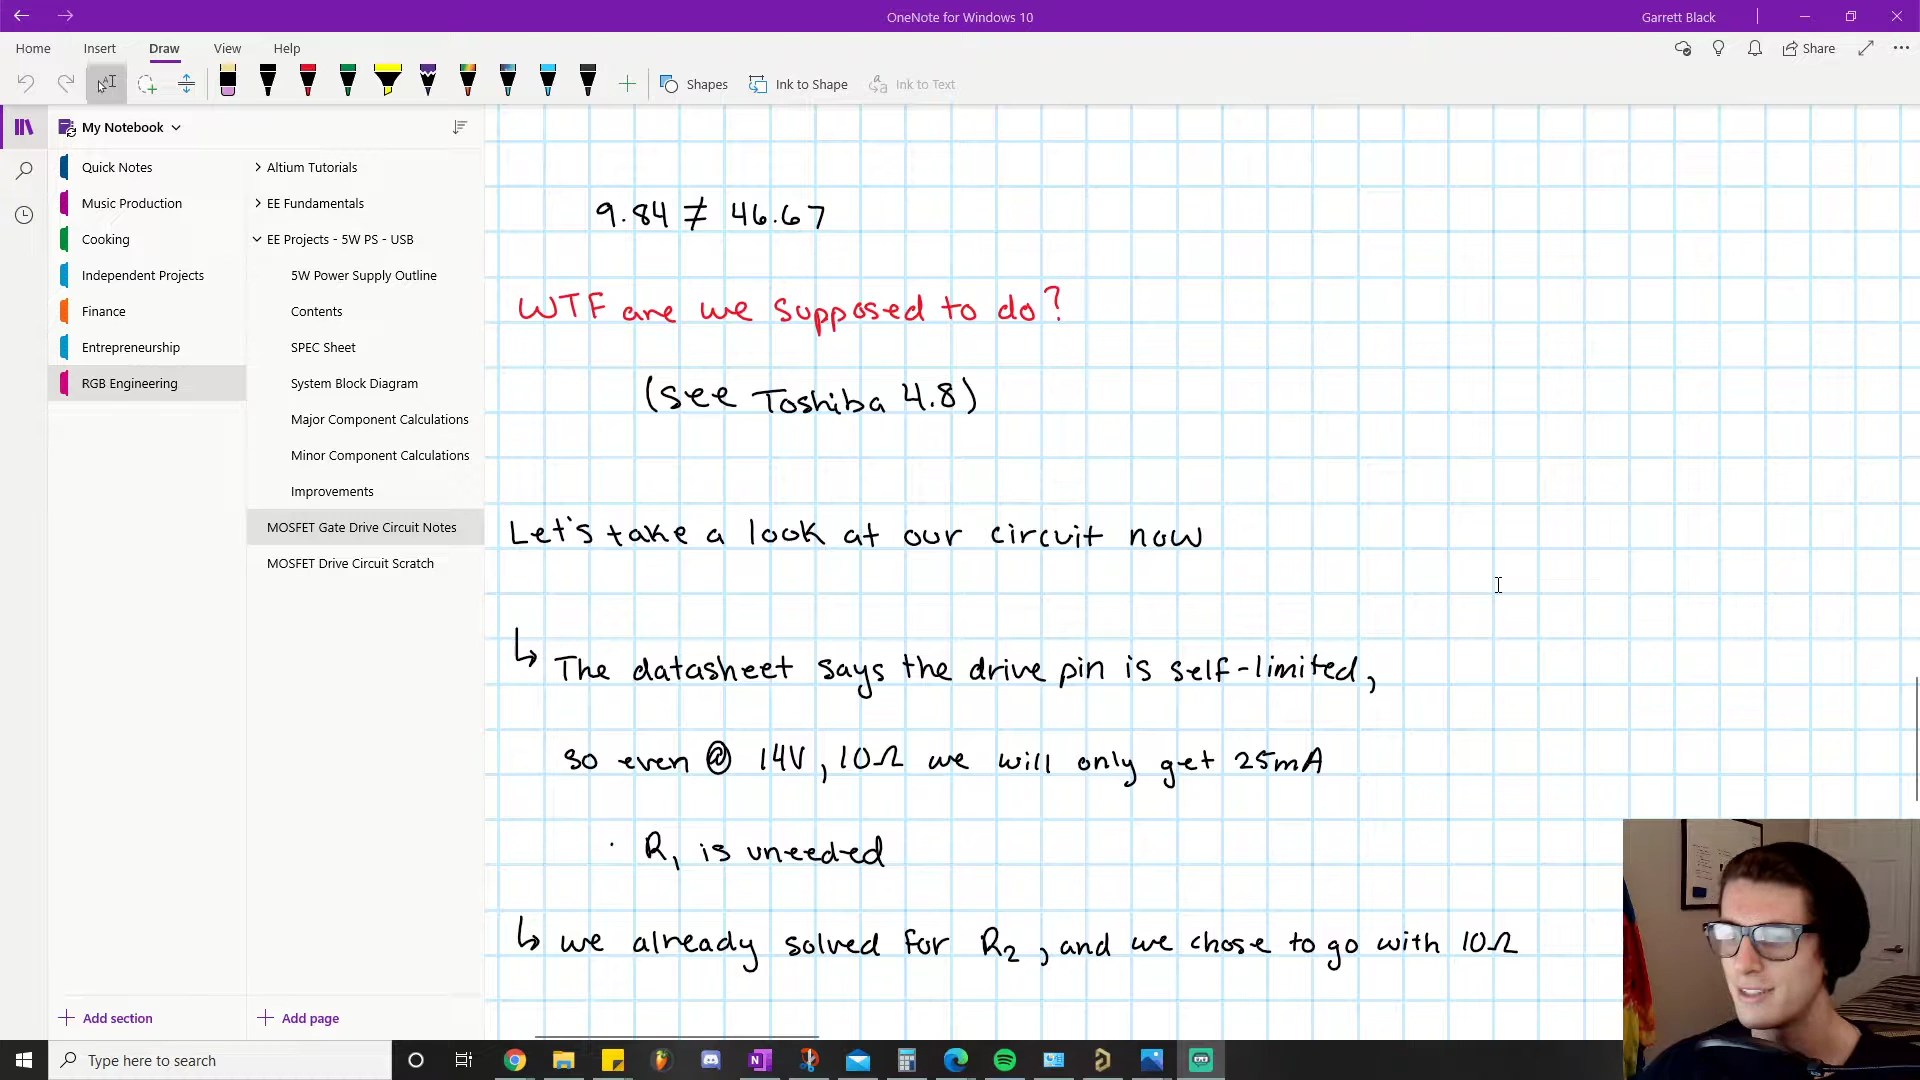 OneNote for Windows 10
Garrett Black
Home
Insert
Draw
View
Help
Share
Shapes
Ink to Shape
Ink to Text
My Notebook
Quick Notes
Music Production
Cooking
Independent Projects
Finance
Entrepreneurship
RGB Engineering
Altium Tutorials
EE Fundamentals
EE Projects - 5W PS - USB
5W Power Supply Outline
Contents
SPEC Sheet
System Block Diagram
Major Component Calculations
Minor Component Calculations
Improvements
MOSFET Gate Drive Circuit Notes
MOSFET Drive Circuit Scratch
9.84 ≠ 46.67
WTF are we supposed to do?
(see Toshiba 4.8)
Let's take a look at our circuit now
↳ The datasheet says the drive pin is self-limited,
so even @ 14V, 10Ω we will only get 25mA
· R₁ is uneeded
↳ we already solved for R₂, and we chose to go with 10Ω
+ Add section
+ Add page
Type here to search